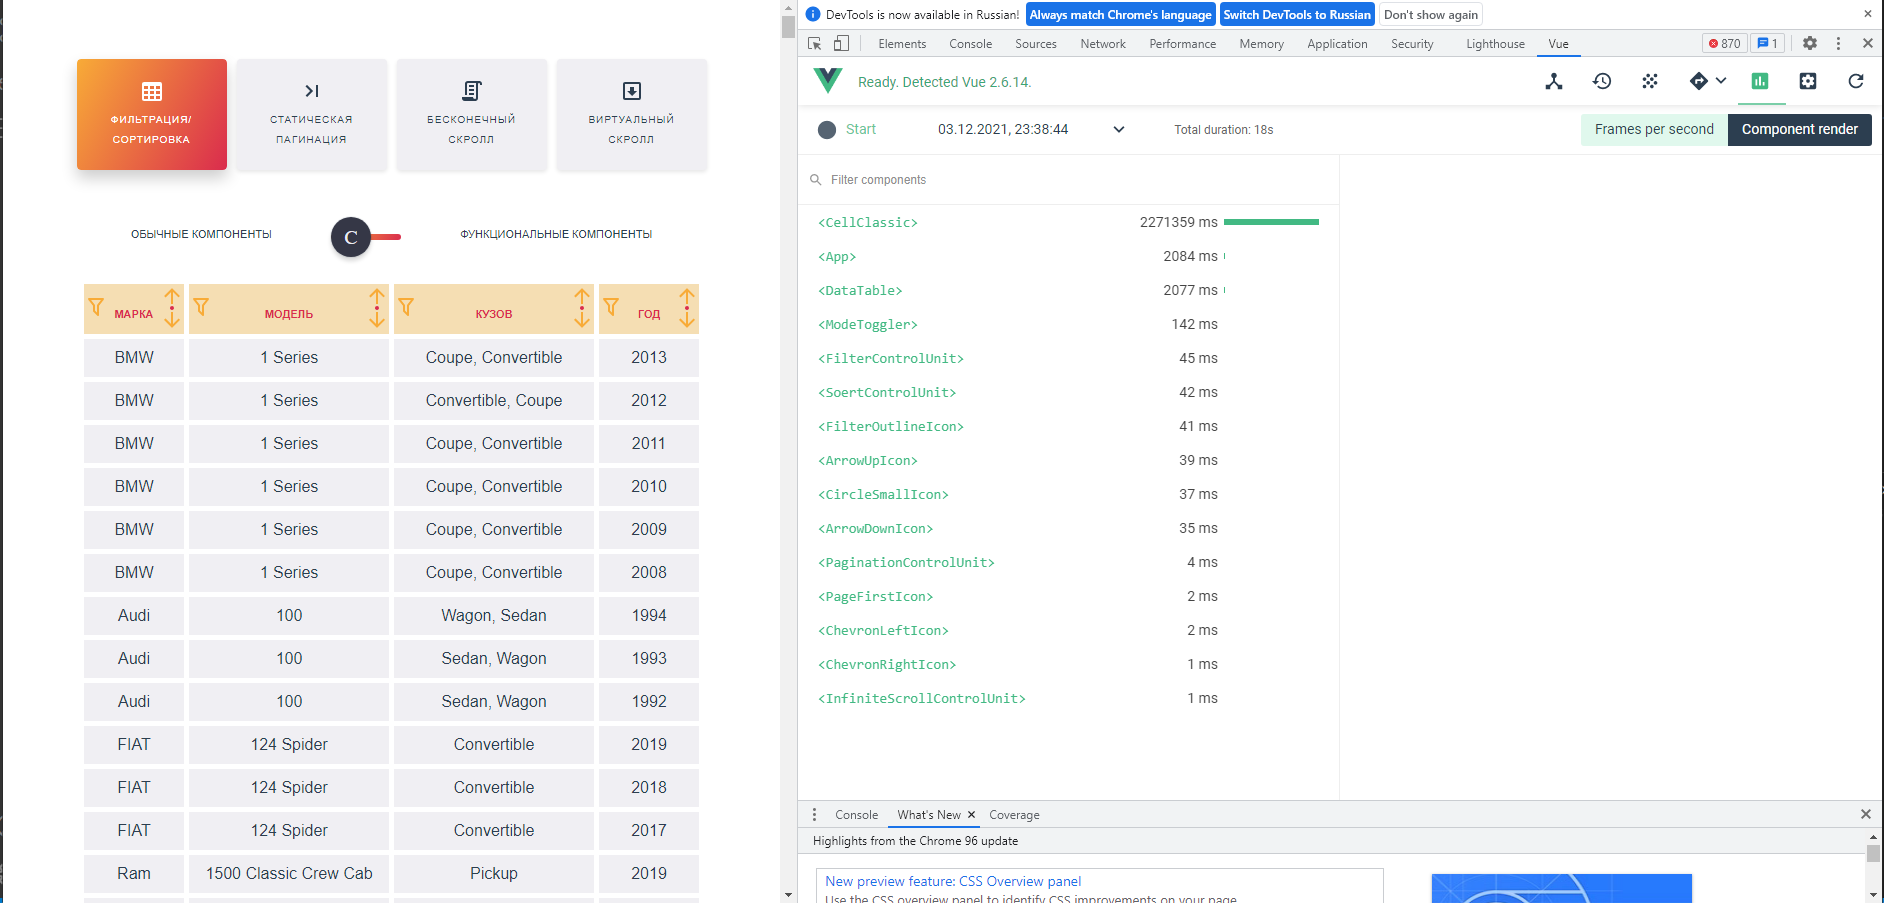 ФИЛЬТРАЦИЯ/
СОРТИРОВКА
СТАТИЧЕСКАЯ
ПАГИНАЦИЯ
БЕСКОНЕЧНЫЙ
СКРОЛЛ
ВИРТУАЛЬНЫЙ
СКРОЛЛ
ОБЫЧНЫЕ КОМПОНЕНТЫ
C
ФУНКЦИОНАЛЬНЫЕ КОМПОНЕНТЫ
МАРКА МОДЕЛЬ КУЗОВ ГОД
BMW 1 Series Coupe, Convertible 2013
BMW 1 Series Convertible, Coupe 2012
BMW 1 Series Coupe, Convertible 2011
BMW 1 Series Coupe, Convertible 2010
BMW 1 Series Coupe, Convertible 2009
BMW 1 Series Coupe, Convertible 2008
Audi 100 Wagon, Sedan 1994
Audi 100 Sedan, Wagon 1993
Audi 100 Sedan, Wagon 1992
FIAT 124 Spider Convertible 2019
FIAT 124 Spider Convertible 2018
FIAT 124 Spider Convertible 2017
Ram 1500 Classic Crew Cab Pickup 2019
DevTools is now available in Russian! Always match Chrome's language Switch DevTools to Russian Don't show again
Elements Console Sources Network Performance Memory Application Security Lighthouse Vue 870 1
Ready. Detected Vue 2.6.14.
Start 03.12.2021, 23:38:44 Total duration: 18s Frames per second Component render
Filter components
<CellClassic> 2271359 ms
<App> 2084 ms
<DataTable> 2077 ms
<ModeToggler> 142 ms
<FilterControlUnit> 45 ms
<SoertControlUnit> 42 ms
<FilterOutlineIcon> 41 ms
<ArrowUpIcon> 39 ms
<CircleSmallIcon> 37 ms
<ArrowDownIcon> 35 ms
<PaginationControlUnit> 4 ms
<PageFirstIcon> 2 ms
<ChevronLeftIcon> 2 ms
<ChevronRightIcon> 1 ms
<InfiniteScrollControlUnit> 1 ms
Console What's New Coverage
Highlights from the Chrome 96 update
New preview feature: CSS Overview panel
Use the CSS overview panel to identify CSS improvements on your page